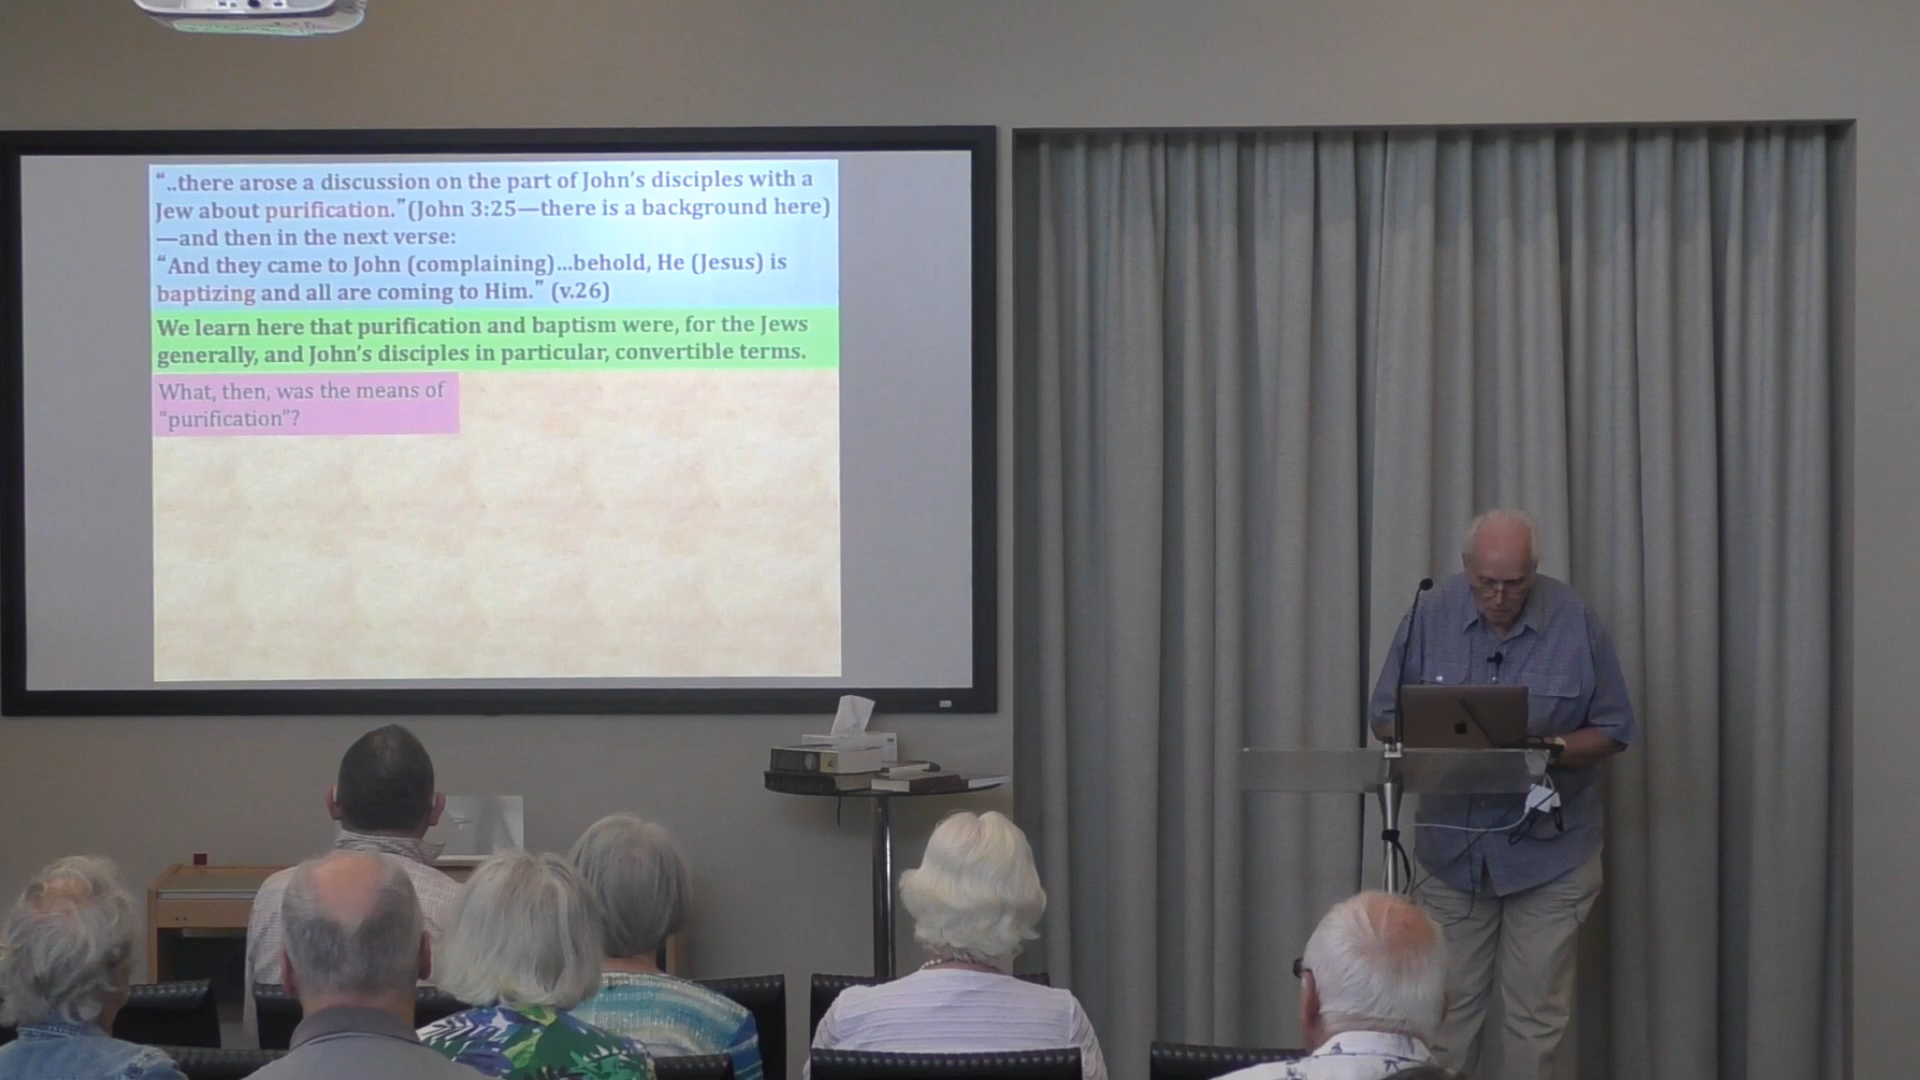 “..there arose a discussion on the part of John’s disciples with a
Jew about purification.”(John 3:25—there is a background here)
—and then in the next verse:
“And they came to John (complaining)...behold, He (Jesus) is
baptizing and all are coming to Him.” (v.26)
We learn here that purification and baptism were, for the Jews
generally, and John’s disciples in particular, convertible terms.
What, then, was the means of
“purification”?